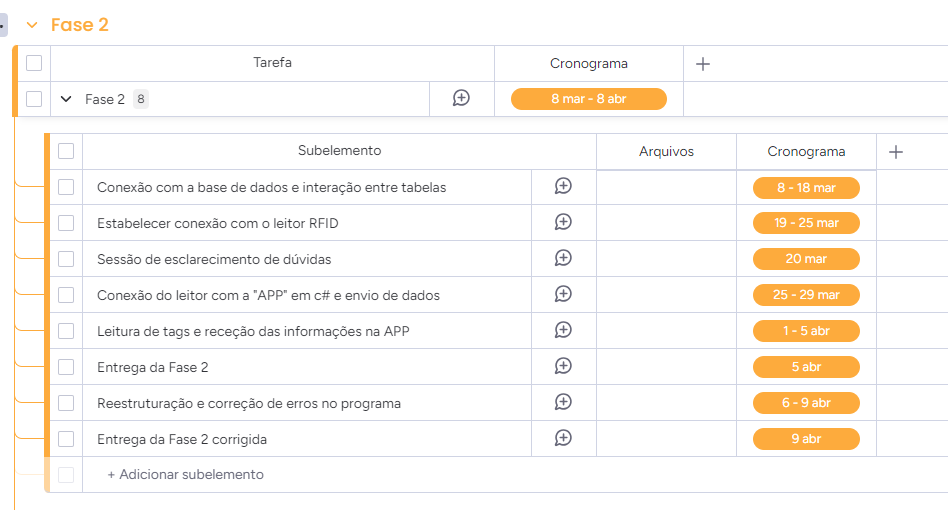 Fase 2
Tarefa Cronograma
Fase 2 8 8 mar - 8 abr
Subelemento Arquivos Cronograma
Conexão com a base de dados e interação entre tabelas 8 - 18 mar
Estabelecer conexão com o leitor RFID 19 - 25 mar
Sessão de esclarecimento de dúvidas 20 mar
Conexão do leitor com a "APP" em c# e envio de dados 25 - 29 mar
Leitura de tags e receção das informações na APP 1 - 5 abr
Entrega da Fase 2 5 abr
Reestruturação e correção de erros no programa 6 - 9 abr
Entrega da Fase 2 corrigida 9 abr
+ Adicionar subelemento